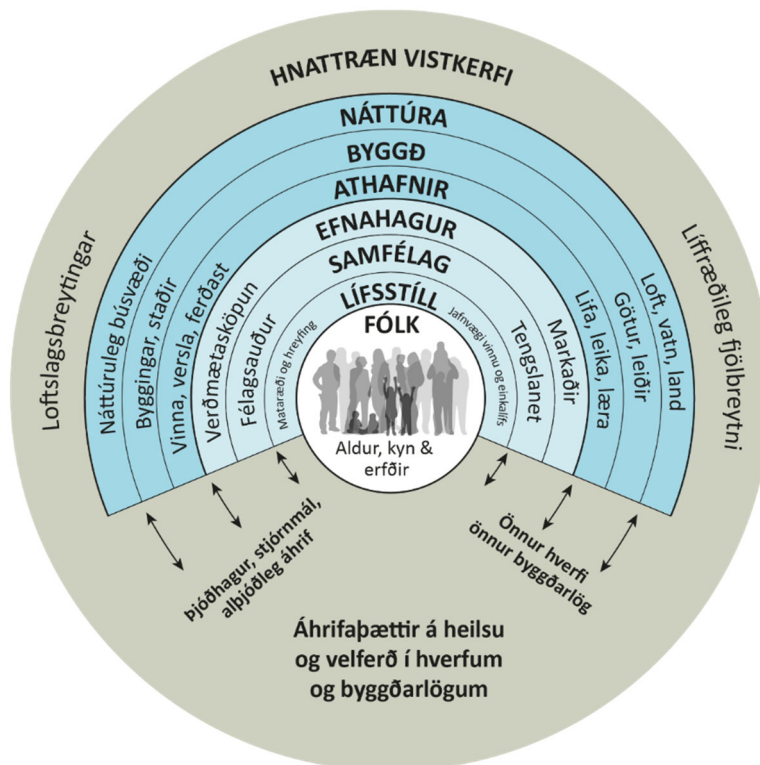 HNATTRÆN VISTKERFI
Loftslagsbreytingar
Líffræðileg fjölbreytni
NÁTTÚRA
Náttúruleg búsvæði
Loft, vatn, land
BYGGÐ
Byggingar, staðir
Götur, leiðir
ATHAFNIR
Vinna, versla, ferðast
Lifa, leika, læra
EFNAHAGUR
Verðmætasköpun
Markaðir
SAMFÉLAG
Félagsauður
Tengslanet
LÍFSSTÍLL
Mataræði og hreyfing
Jafnvægi vinnu og einkalífs
FÓLK
Aldur, kyn &
erfðir
Þjóðhagur, stjórnmál,
alþjóðleg áhrif
Önnur hverfi
önnur byggðarlög
Áhrifaþættir á heilsu
og velferð í hverfum
og byggðarlögum